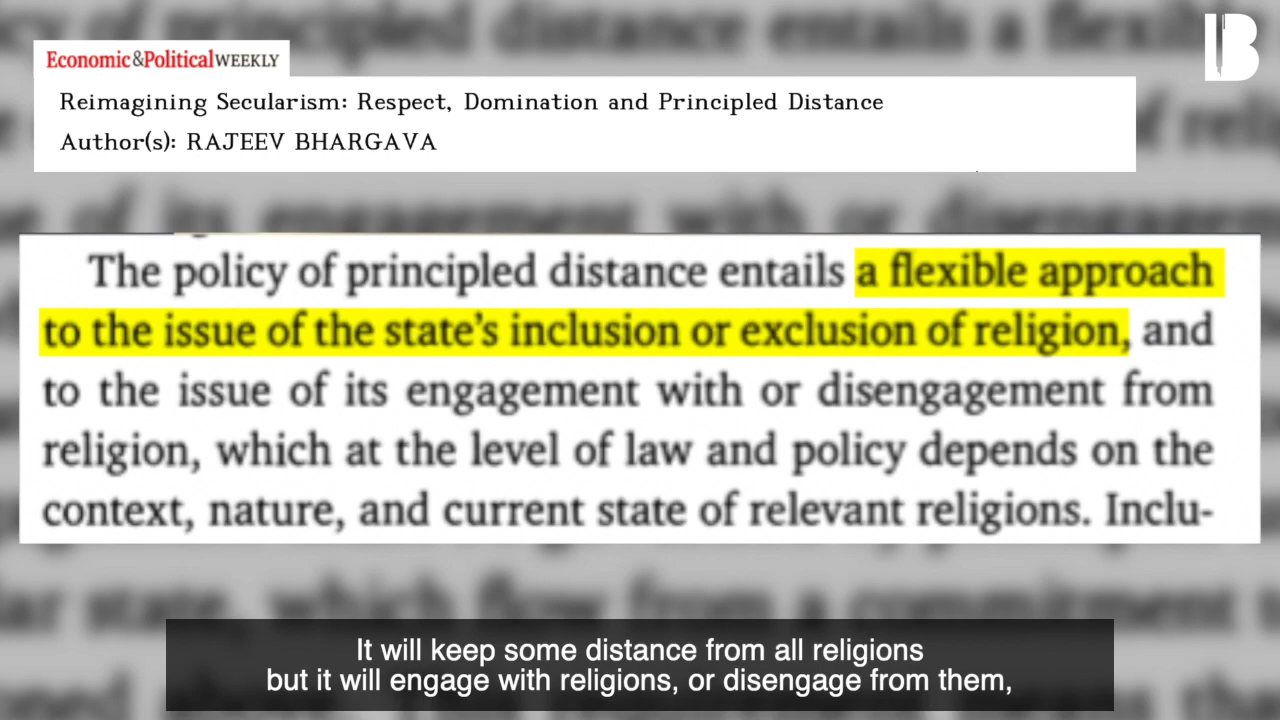 Economic&PoliticalWEEKLY
Reimagining Secularism: Respect, Domination and Principled Distance
Author(s): RAJEEV BHARGAVA
The policy of principled distance entails a flexible approach
to the issue of the state's inclusion or exclusion of religion, and
to the issue of its engagement with or disengagement from
religion, which at the level of law and policy depends on the
context, nature, and current state of relevant religions. Inclu-
It will keep some distance from all religions
but it will engage with religions, or disengage from them,